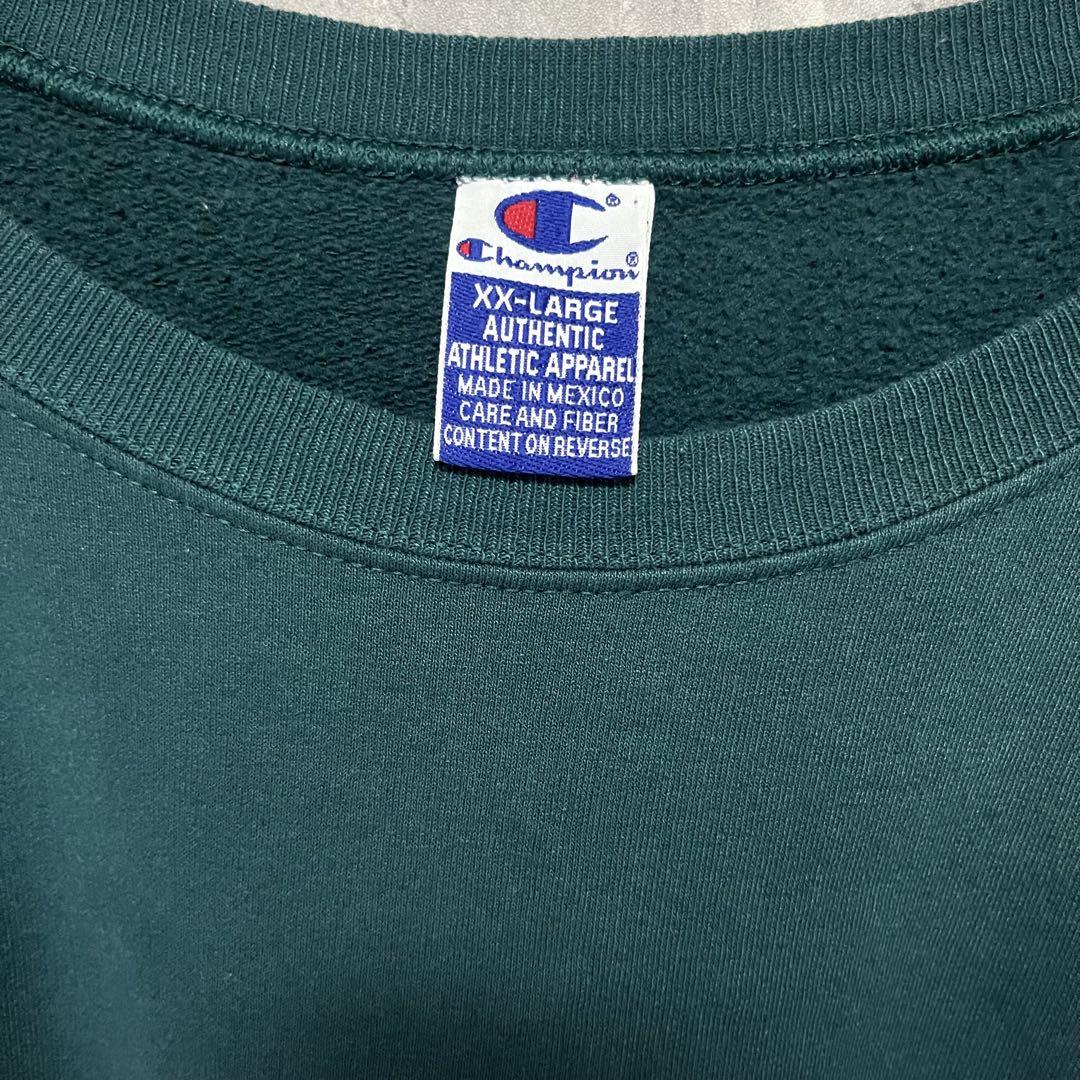 ®
Champion®
XX-LARGE
AUTHENTIC
ATHLETIC APPAREL
MADE IN MEXICO
CARE AND FIBER
CONTENT ON REVERSE